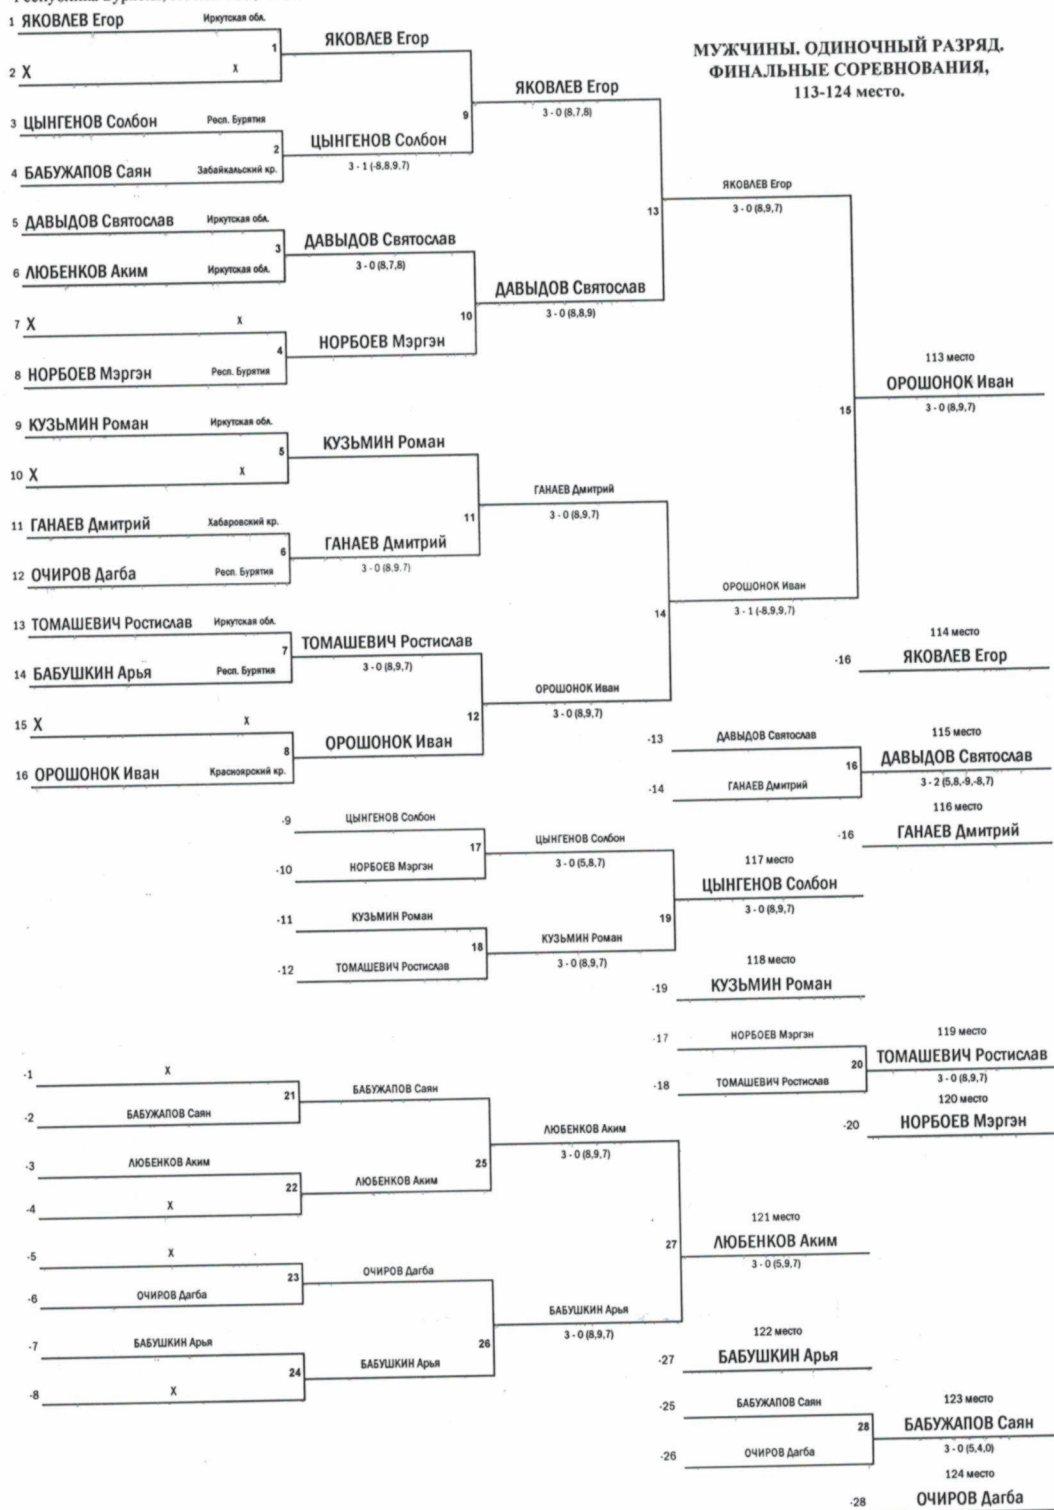 1 ЯКОВЛЕВ Егор Иркутская обл.
1 ЯКОВЛЕВ Егор
2 X X
МУЖЧИНЫ. ОДИНОЧНЫЙ РАЗРЯД.
ФИНАЛЬНЫЕ СОРЕВНОВАНИЯ,
113-124 место.
9 ЯКОВЛЕВ Егор
3 - 0 (8,7,8)
3 ЦЫНГЕНОВ Солбон Респ. Бурятия
2 ЦЫНГЕНОВ Солбон
3 - 1 (-8,8,9,7)
4 БАБУЖАПОВ Саян Забайкальский кр.
13 ЯКОВЛЕВ Егор
3 - 0 (8,9,7)
5 ДАВЫДОВ Святослав Иркутская обл.
3 ДАВЫДОВ Святослав
3 - 0 (8,7,8)
6 ЛЮБЕНКОВ Аким Иркутская обл.
10 ДАВЫДОВ Святослав
3 - 0 (8,8,9)
7 X X
4 НОРБОЕВ Мэргэн
8 НОРБОЕВ Мэргэн Респ. Бурятия
113 место
15 ОРОШОНОК Иван
3 - 0 (8,9,7)
9 КУЗЬМИН Роман Иркутская обл.
5 КУЗЬМИН Роман
10 X X
11 ГАНАЕВ Дмитрий
3 - 0 (8,9,7)
11 ГАНАЕВ Дмитрий Хабаровский кр.
6 ГАНАЕВ Дмитрий
3 - 0 (8,9,7)
12 ОЧИРОВ Дагба Респ. Бурятия
14 ОРОШОНОК Иван
3 - 1 (-8,9,9,7)
13 ТОМАШЕВИЧ Ростислав Иркутская обл.
7 ТОМАШЕВИЧ Ростислав
3 - 0 (8,9,7)
14 БАБУШКИН Арья Респ. Бурятия
114 место
-16 ЯКОВЛЕВ Егор
12 ОРОШОНОК Иван
3 - 0 (8,9,7)
15 X X
8 ОРОШОНОК Иван
16 ОРОШОНОК Иван Красноярский кр.
-13 ДАВЫДОВ Святослав
115 место
16 ДАВЫДОВ Святослав
3 - 2 (5,8,-9,-8,7)
-14 ГАНАЕВ Дмитрий
116 место
-16 ГАНАЕВ Дмитрий
-9 ЦЫНГЕНОВ Солбон
17 ЦЫНГЕНОВ Солбон
3 - 0 (5,8,7)
-10 НОРБОЕВ Мэргэн
117 место
19 ЦЫНГЕНОВ Солбон
3 - 0 (8,9,7)
-11 КУЗЬМИН Роман
18 КУЗЬМИН Роман
3 - 0 (8,9,7)
-12 ТОМАШЕВИЧ Ростислав
118 место
-19 КУЗЬМИН Роман
-17 НОРБОЕВ Мэргэн
119 место
20 ТОМАШЕВИЧ Ростислав
3 - 0 (8,9,7)
-18 ТОМАШЕВИЧ Ростислав
120 место
-20 НОРБОЕВ Мэргэн
-1 X
21 БАБУЖАПОВ Саян
-2 БАБУЖАПОВ Саян
25 ЛЮБЕНКОВ Аким
3 - 0 (8,9,7)
-3 ЛЮБЕНКОВ Аким
22 ЛЮБЕНКОВ Аким
-4 X
121 место
27 ЛЮБЕНКОВ Аким
3 - 0 (5,9,7)
-5 X
23 ОЧИРОВ Дагба
-6 ОЧИРОВ Дагба
26 БАБУШКИН Арья
3 - 0 (8,9,7)
-7 БАБУШКИН Арья
24 БАБУШКИН Арья
-8 X
122 место
-27 БАБУШКИН Арья
-25 БАБУЖАПОВ Саян
123 место
28 БАБУЖАПОВ Саян
3 - 0 (5,4,0)
-26 ОЧИРОВ Дагба
124 место
-28 ОЧИРОВ Дагба